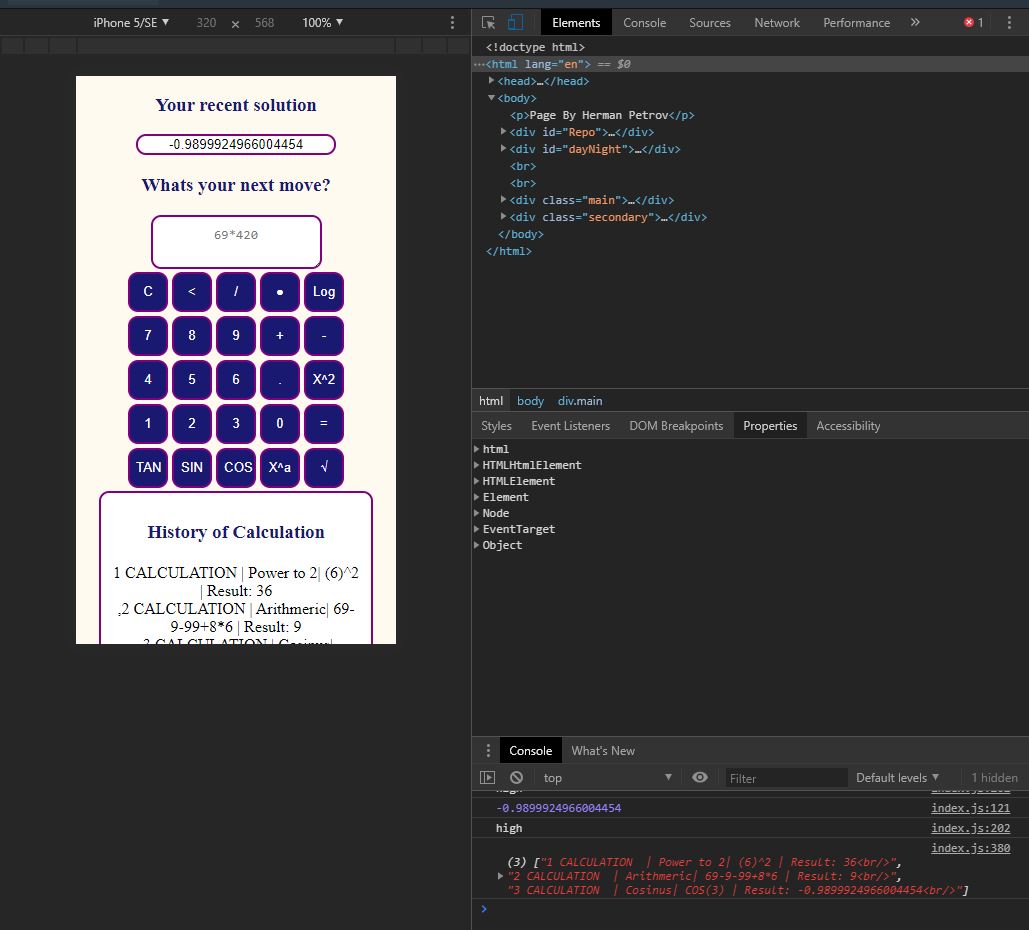 iPhone 5/SE ▼ 320 × 568 100% ▼
Your recent solution
-0.9899924966004454
Whats your next move?
69*420
C < / ● Log
7 8 9 + -
4 5 6 . X^2
1 2 3 0 =
TAN SIN COS X^a √
History of Calculation
1 CALCULATION | Power to 2| (6)^2
| Result: 36
,2 CALCULATION | Arithmeric| 69-
9-99+8*6 | Result: 9
,3 CALCULATION | Cosinus|
Elements Console Sources Network Performance » 1
<!doctype html>
···<html lang="en"> == $0
<head>…</head>
<body>
<p>Page By Herman Petrov</p>
<div id="Repo">…</div>
<div id="dayNight">…</div>
<br>
<br>
<div class="main">…</div>
<div class="secondary">…</div>
</body>
</html>
html body div.main
Styles Event Listeners DOM Breakpoints Properties Accessibility
html
HTMLHtmlElement
HTMLElement
Element
Node
EventTarget
Object
Console What's New
top ▼ Filter Default levels ▼ 1 hidden
high index.js:202
-0.9899924966004454 index.js:121
high index.js:202
index.js:380
(3) ["1 CALCULATION | Power to 2| (6)^2 | Result: 36<br/>",
"2 CALCULATION | Arithmeric| 69-9-99+8*6 | Result: 9<br/>",
"3 CALCULATION | Cosinus| COS(3) | Result: -0.9899924966004454<br/>"]
>